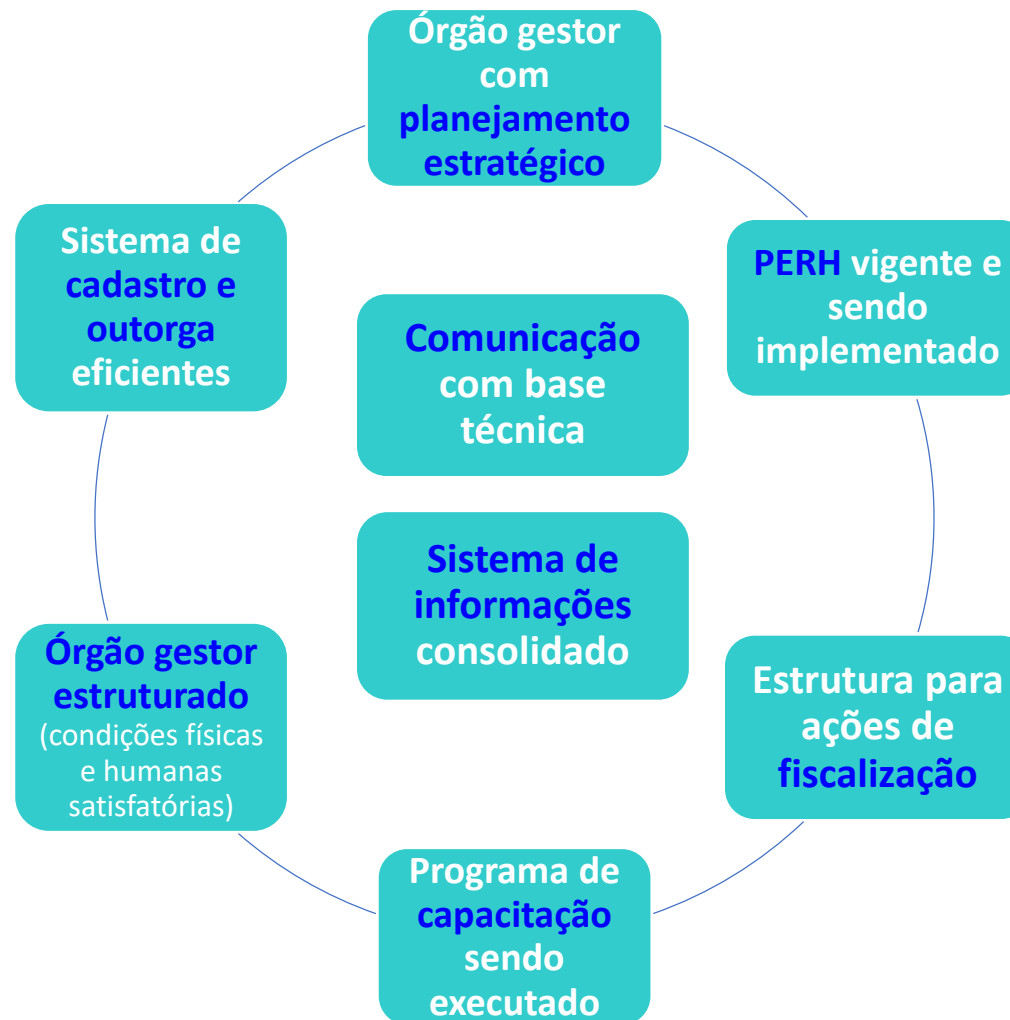 Órgão gestor
com
planejamento
estratégico
Sistema de
cadastro e
outorga
eficientes
PERH vigente e
sendo
implementado
Comunicação
com base
técnica
Sistema de
informações
consolidado
Órgão gestor
estruturado
(condições físicas
e humanas
satisfatórias)
Estrutura para
ações de
fiscalização
Programa de
capacitação
sendo
executado